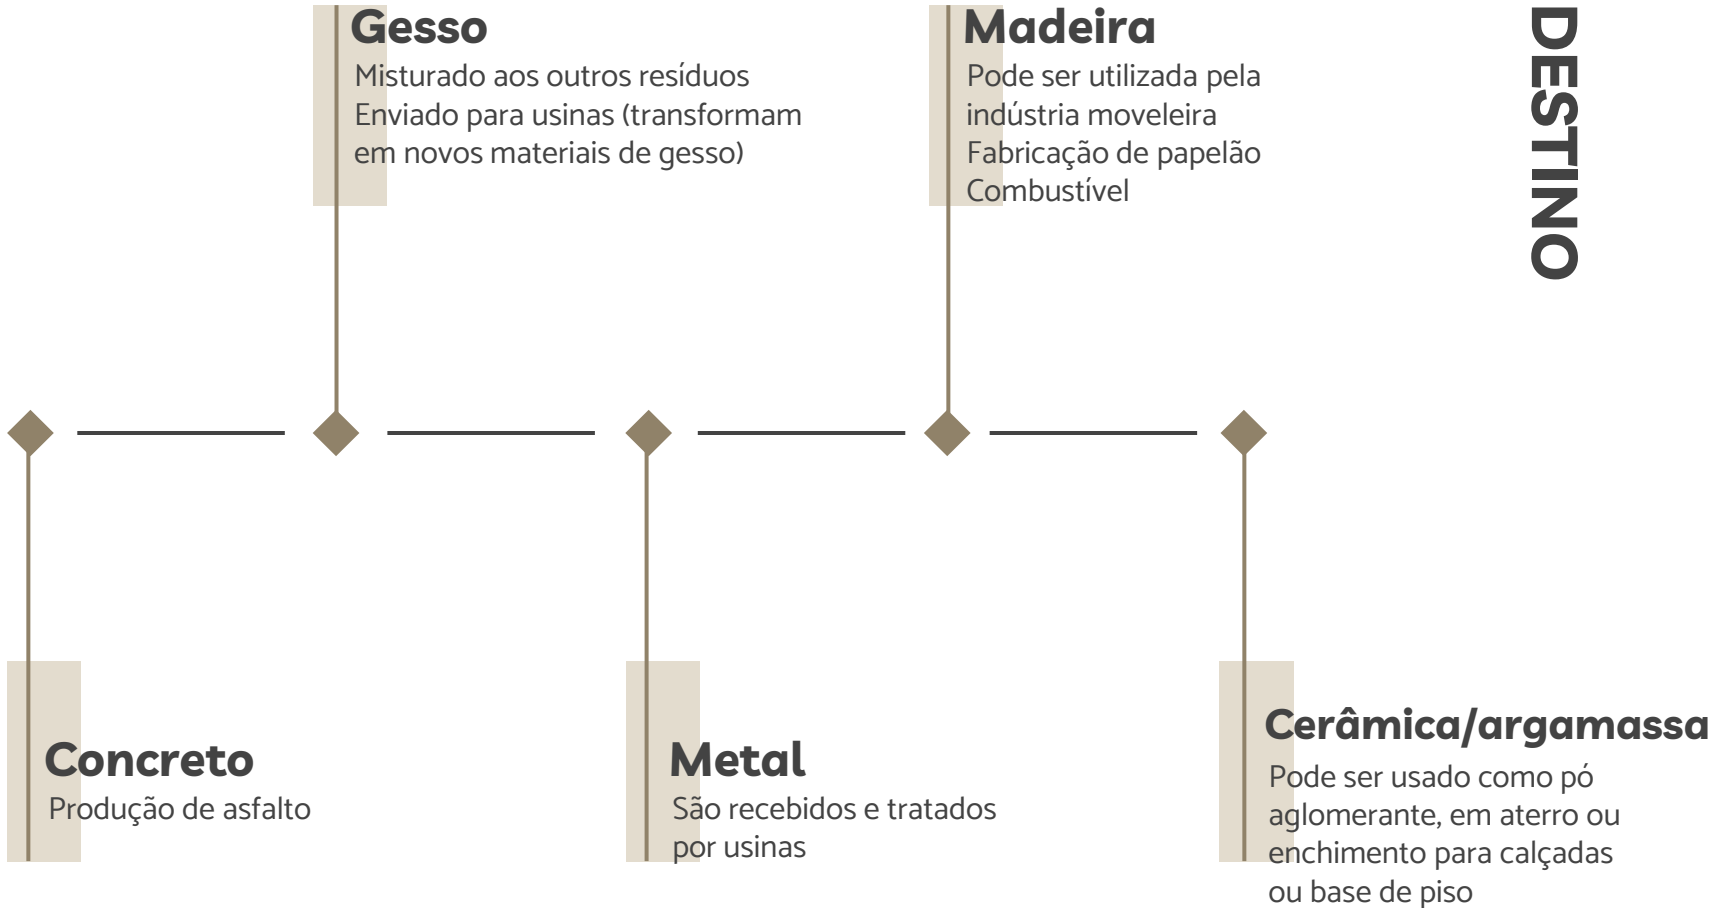 DESTINO
Gesso
Misturado aos outros resíduos
Enviado para usinas (transformam
em novos materiais de gesso)
Madeira
Pode ser utilizada pela
indústria moveleira
Fabricação de papelão
Combustível
Concreto
Produção de asfalto
Metal
São recebidos e tratados
por usinas
Cerâmica/argamassa
Pode ser usado como pó
aglomerante, em aterro ou
enchimento para calçadas
ou base de piso